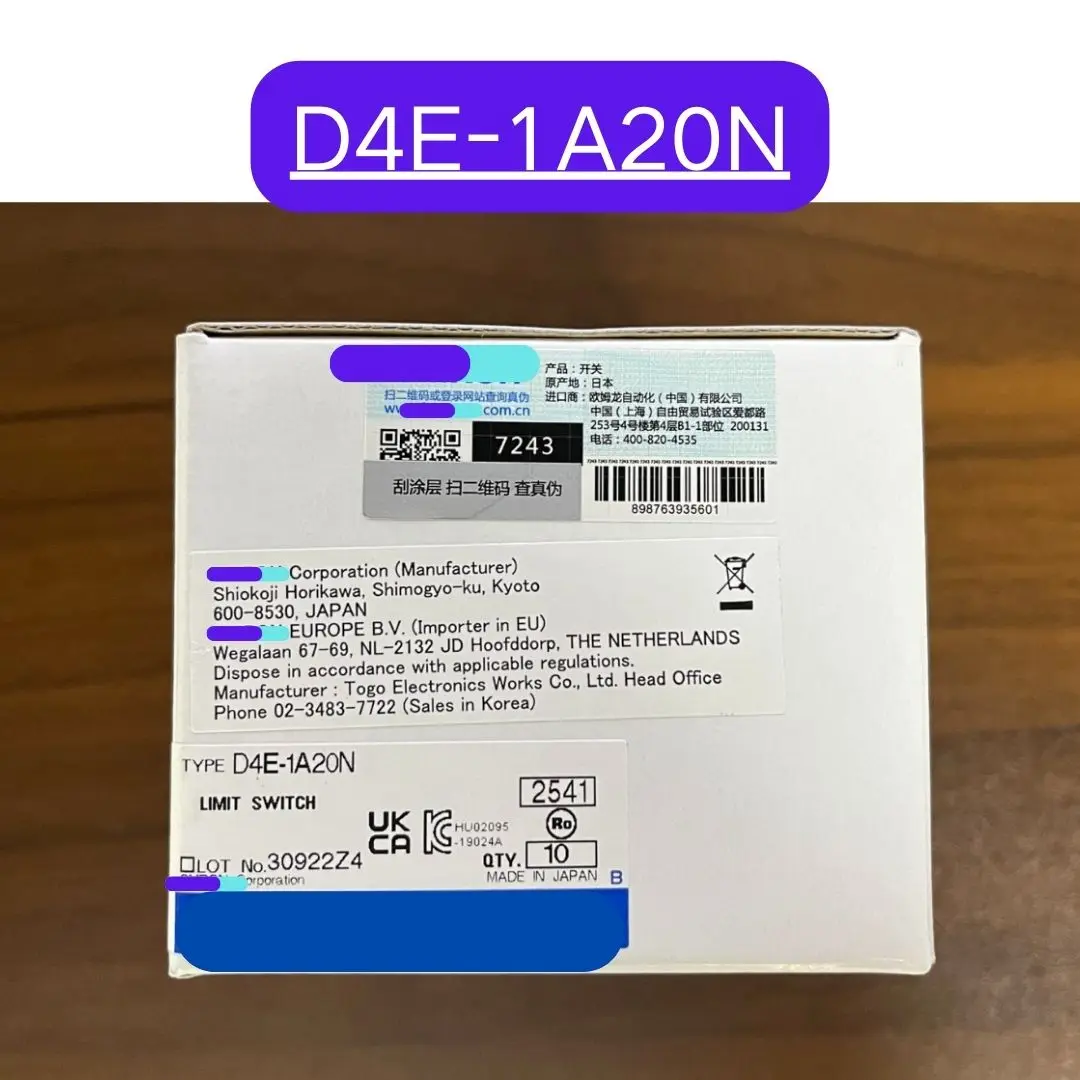 D4E-1A20N
产品：开关
原产地：日本
进口商：欧姆龙自动化（中国）有限公司
中国（上海）自由贸易试验区爱都路
253号4号楼第4层B1-1部位 200131
电话：400-820-4535
扫二维码或登录网站查询真伪
.com.cn
7243
刮涂层 扫二维码 查真伪
898763935601
Corporation (Manufacturer)
Shiokoji Horikawa, Shimogyo-ku, Kyoto
600-8530, JAPAN
EUROPE B.V. (Importer in EU)
Wegalaan 67-69, NL-2132 JD Hoofddorp, THE NETHERLANDS
Dispose in accordance with applicable regulations.
Manufacturer : Togo Electronics Works Co., Ltd. Head Office
Phone 02-3483-7722 (Sales in Korea)
TYPE D4E-1A20N
LIMIT SWITCH
2541
UK
CA
HU02095
-19024A
Ro
LOT No.30922Z4
QTY. 10
MADE IN JAPAN B
Corporation